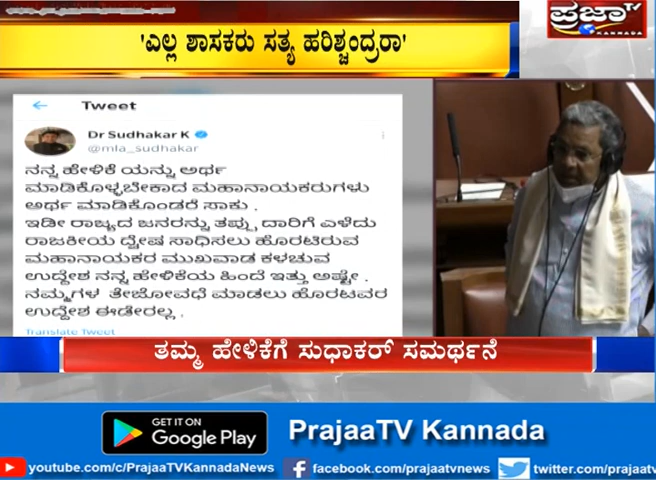 ಪ್ರಜಾ TV
KANNADA
'ಎಲ್ಲ ಶಾಸಕರು ಸತ್ಯ ಹರಿಶ್ಚಂದ್ರರಾ'
← Tweet
Dr Sudhakar K
@mla_sudhakar
ನನ್ನ ಹೇಳಿಕೆ ಯನ್ನು ಅರ್ಥ
ಮಾಡಿಕೊಳ್ಳಬೇಕಾದ ಮಹಾನಾಯಕರುಗಳು
ಅರ್ಥ ಮಾಡಿಕೊಂಡರೆ ಸಾಕು .
ಇಡೀ ರಾಜ್ಯದ ಜನರನ್ನು ತಪ್ಪು ದಾರಿಗೆ ಎಳೆದು
ರಾಜಕೀಯ ದ್ವೇಷ ಸಾಧಿಸಲು ಹೊರಟಿರುವ
ಮಹಾನಾಯಕರ ಮುಖವಾಡ ಕಳಚುವ
ಉದ್ದೇಶ ನನ್ನ ಹೇಳಿಕೆಯ ಹಿಂದೆ ಇತ್ತು ಅಷ್ಟೇ .
ನಮ್ಮಗಳ ತೇಜೋವಧೆ ಮಾಡಲು ಹೊರಟವರ
ಉದ್ದೇಶ ಈಡೇರಲ್ಲ .
Translate Tweet
ತಮ್ಮ ಹೇಳಿಕೆಗೆ ಸುಧಾಕರ್ ಸಮರ್ಥನೆ
GET IT ON
Google Play
PrajaaTV Kannada
youtube.com/c/PrajaaTVKannadaNews
facebook.com/prajaatvnews
twitter.com/prajaatv